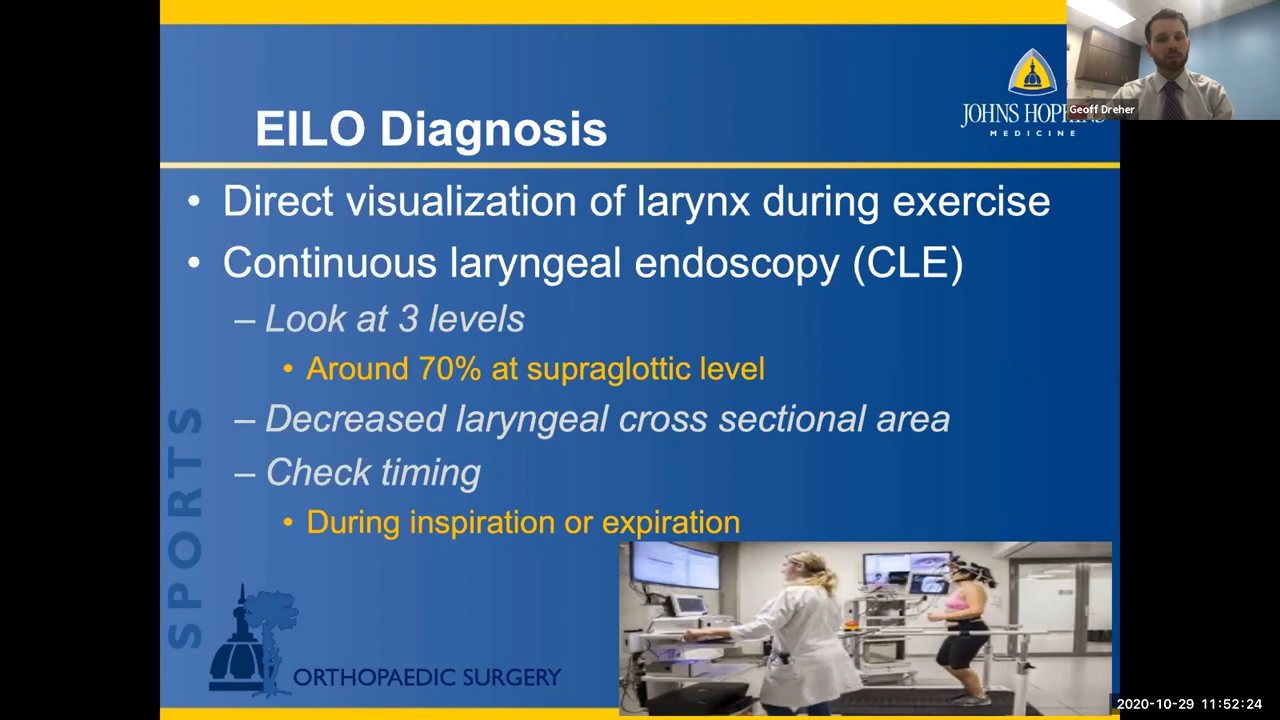 EILO Diagnosis
JOHNS HOPKINS
MEDICINE
Geoff Dreher
• Direct visualization of larynx during exercise
• Continuous laryngeal endoscopy (CLE)
– Look at 3 levels
• Around 70% at supraglottic level
– Decreased laryngeal cross sectional area
– Check timing
• During inspiration or expiration
SPORTS
ORTHOPAEDIC SURGERY
2020-10-29 11:52:24